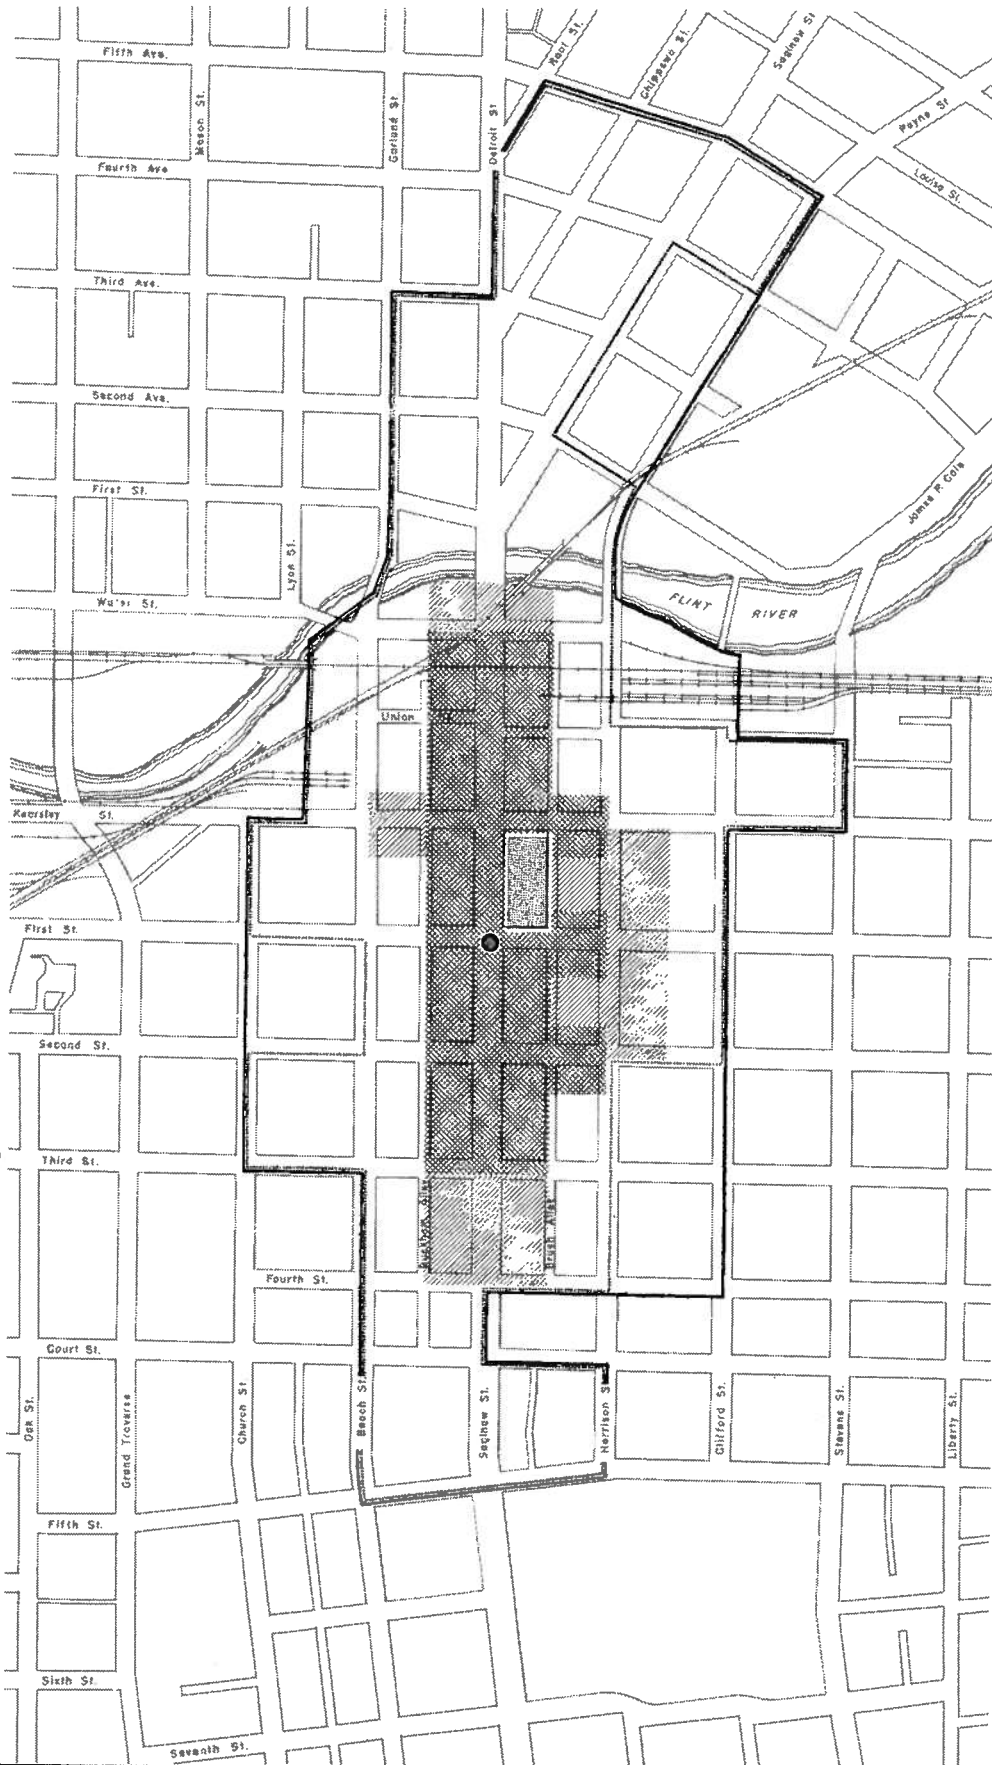 Fifth Ave.
Mason St.
Garland St
Detroit St
Root St.
Chippewa St.
Saginaw St
Payne St
Louisa St.
Fourth Ave
Third Ave.
Second Ave.
First St.
Lyon St.
James P. Cole
Water St.
FLINT RIVER
Union
Kearsley St.
First St.
Second St.
Third St.
Buckham Alley
Brush Alley
Fourth St.
Court St.
Oak St.
Grand Traverse
Church St
Beach St.
Saginaw St.
Harrison St
Clifford St.
Stevens St.
Liberty St.
Fifth St.
Sixth St.
Seventh St.